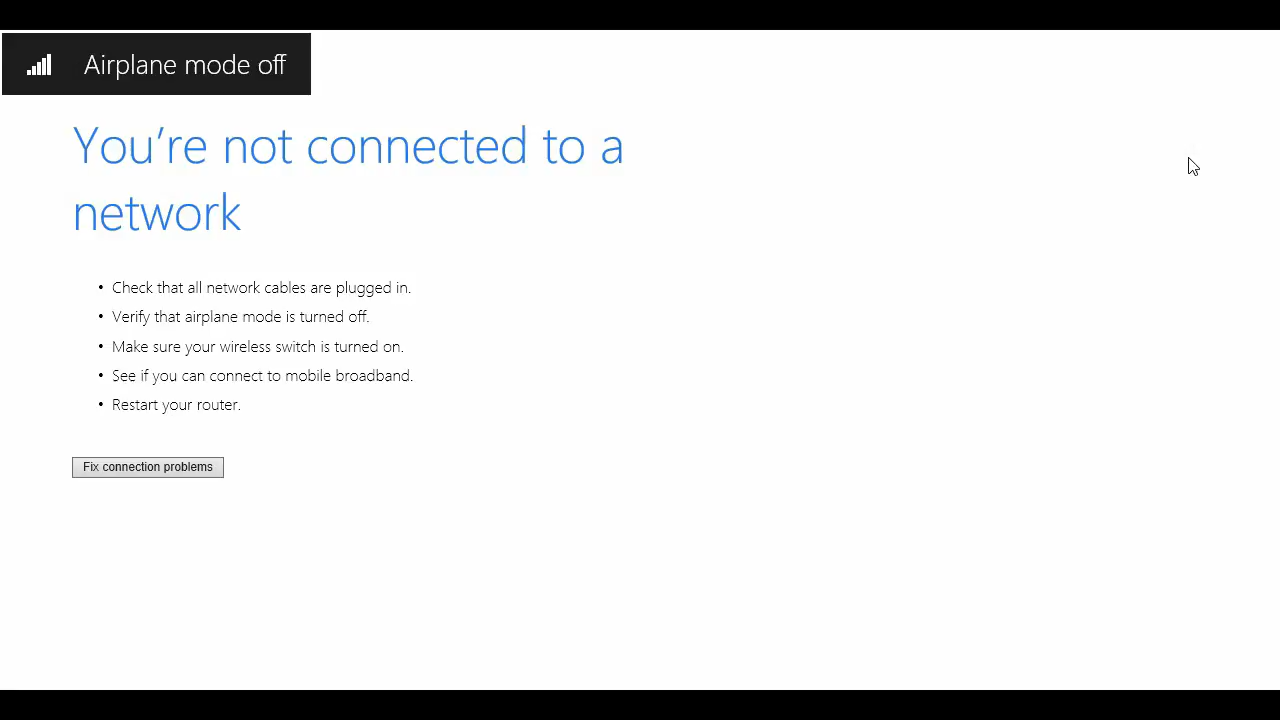 Airplane mode off
You’re not connected to a
network
• Check that all network cables are plugged in.
• Verify that airplane mode is turned off.
• Make sure your wireless switch is turned on.
• See if you can connect to mobile broadband.
• Restart your router.
Fix connection problems